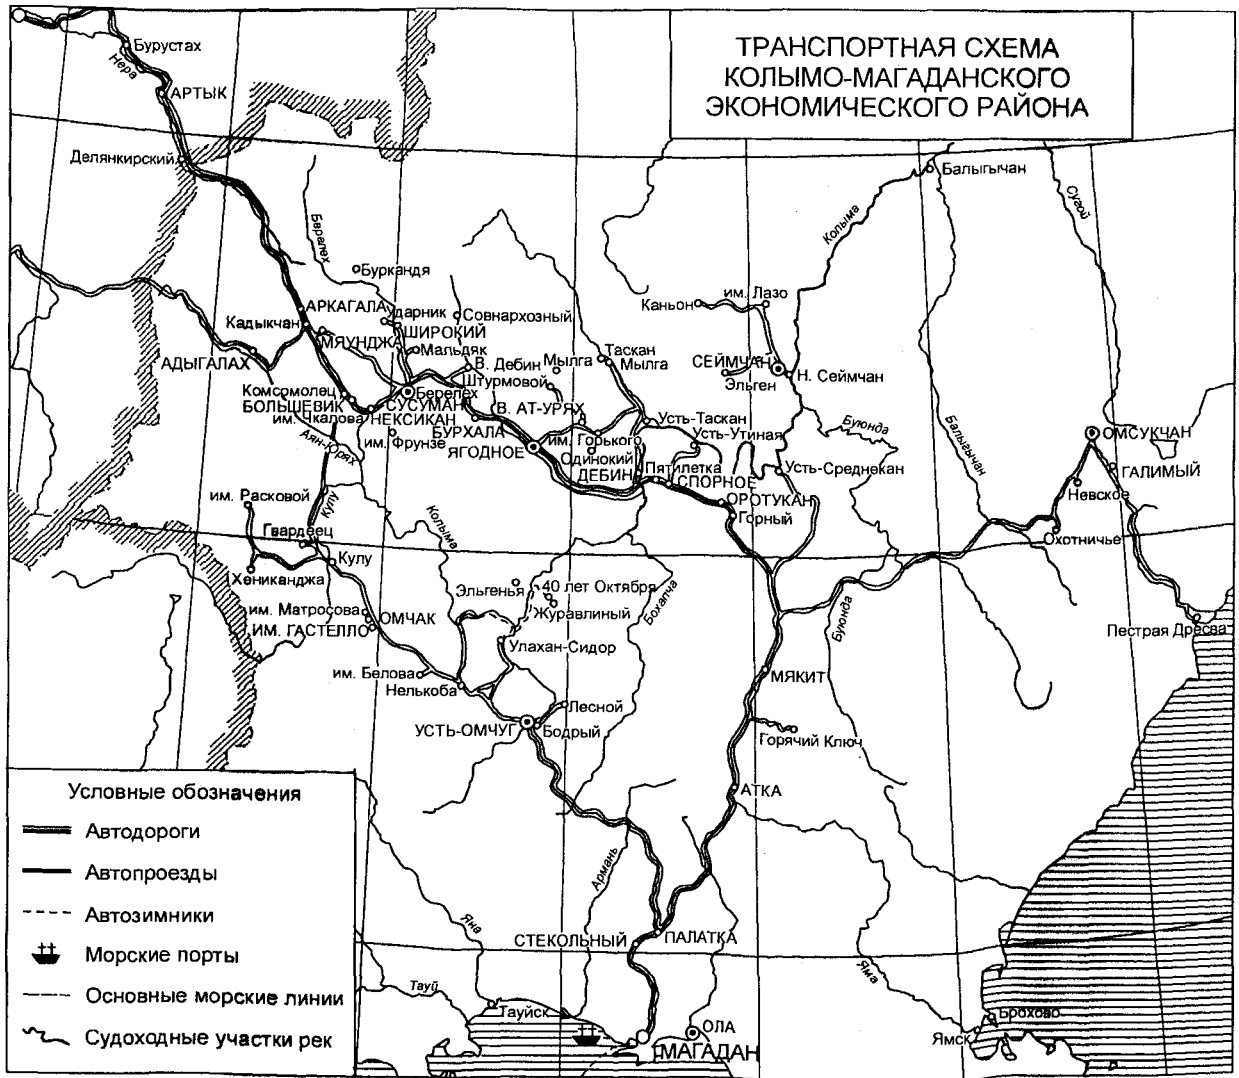 ТРАНСПОРТНАЯ СХЕМА
КОЛЫМО-МАГАДАНСКОГО
ЭКОНОМИЧЕСКОГО РАЙОНА
Бурустах
Нера
АРТЫК
Делянкирский
Балыгычан
Сугой
Колыма
Берелех
Буркандя
АРКАГАЛА
Ударник
Совнархозный
Каньон
им. Лазо
Кадыкчан
ШИРОКИЙ
МЯУНДЖА
Мальдяк
АДЫГАЛАХ
В. Дебин
Мылга
Таскан
Мылга
СЕЙМЧАН
Эльген
Н. Сеймчан
Штурмовой
Комсомолец
БОЛЬШЕВИК
Берелех
СУСУМАН
им. Чкалова
НЕКСИКАН
В. АТ-УРЯХ
Усть-Таскан
Буюнда
Балыгычан
Аян-Юрях
им. Фрунзе
БУРХАЛА
ЯГОДНОЕ
им. Горького
Усть-Утиная
ОМСУКЧАН
Одинокий
ДЕБИН
Пятилетка
СПОРНОЕ
Усть-Среднекан
ГАЛИМЫЙ
Невское
им. Расковой
Кулу
ОРОТУКАН
Горный
Колыма
Гвардеец
Кулу
Охотничье
Хениканджа
Эльгенья
40 лет Октября
Журавлиный
Бохапча
Буюнда
им. Матросова
ОМЧАК
ИМ. ГАСТЕЛЛО
Пестрая Дресва
Улахан-Сидор
им. Белова
Нелькоба
МЯКИТ
Лесной
УСТЬ-ОМЧУГ
Бодрый
Горячий Ключ
АТКА
Армань
Яна
СТЕКОЛЬНЫЙ
ПАЛАТКА
Яма
Тауй
Тауйск
ОЛА
МАГАДАН
Брохово
Ямск
Условные обозначения
Автодороги
Автопроезды
Автозимники
Морские порты
Основные морские линии
Судоходные участки рек